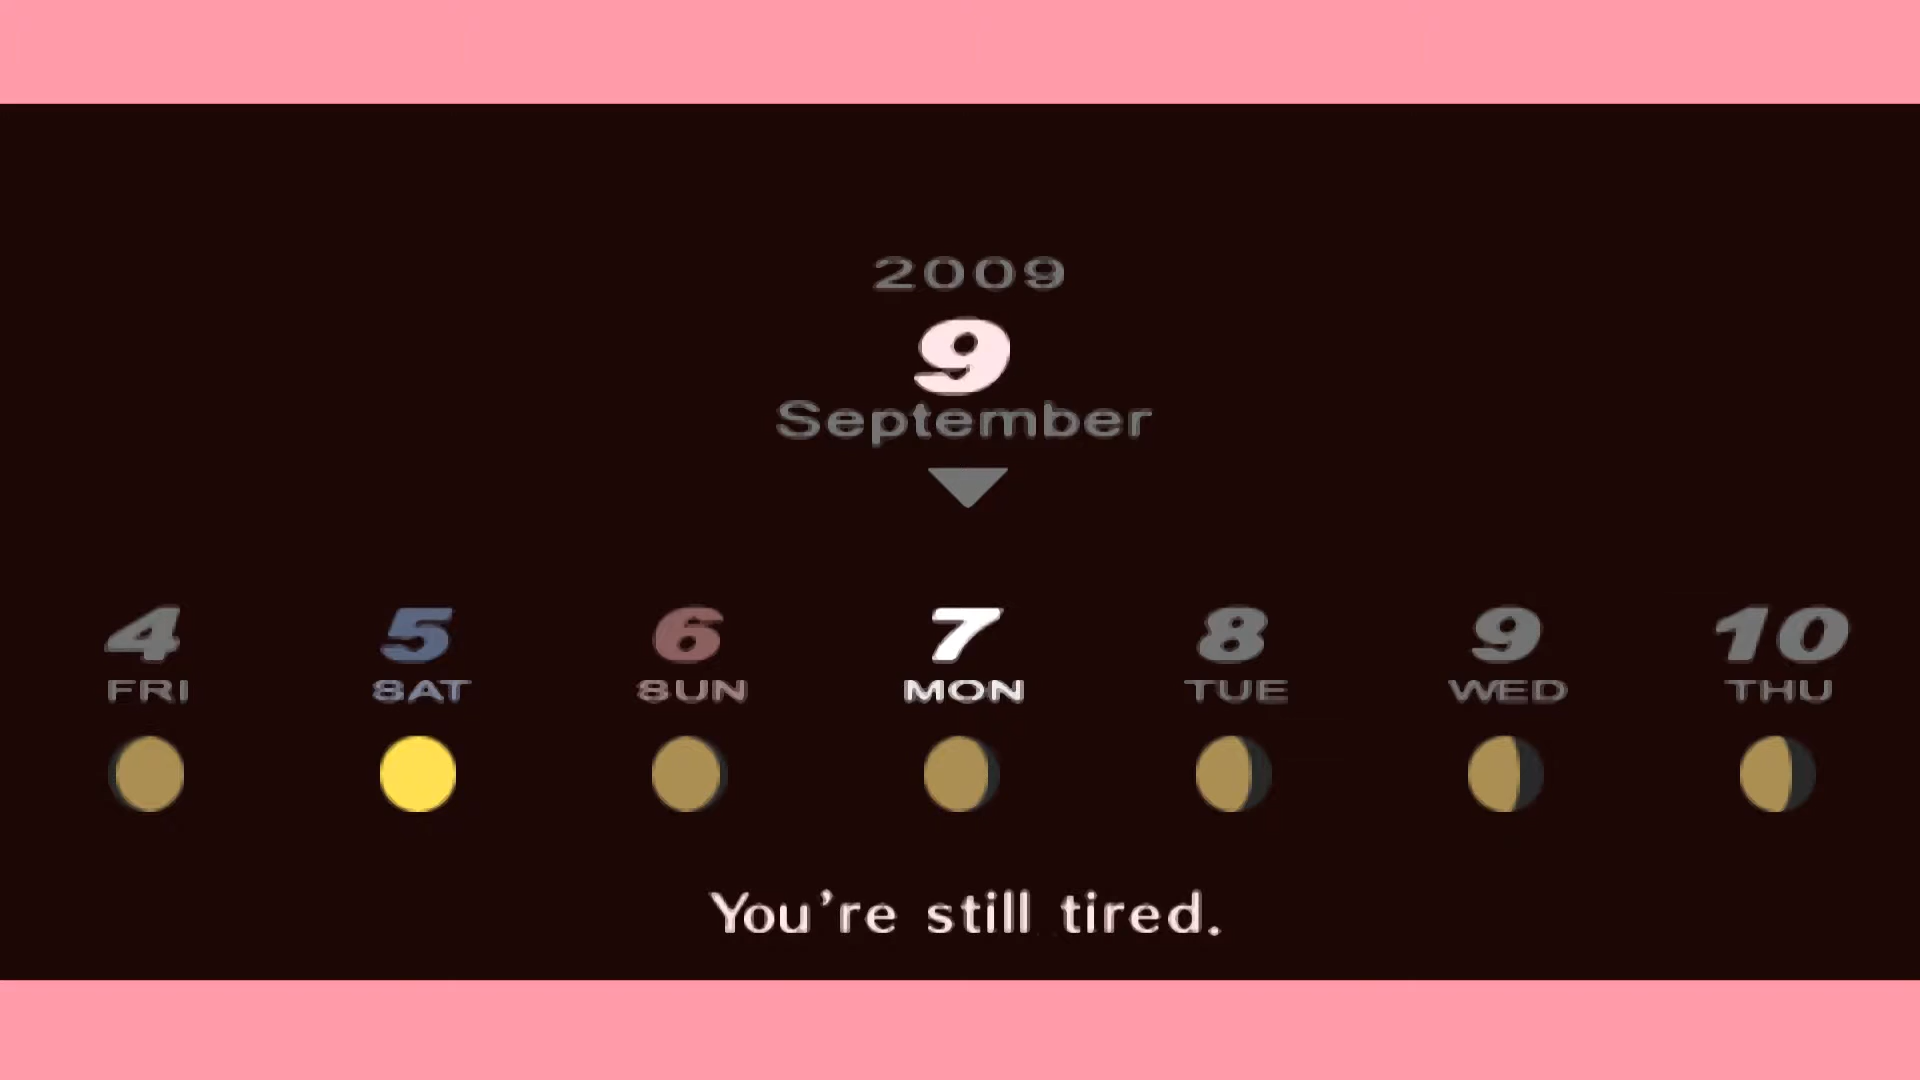 2009
9
September
4 5 6 7 8 9 10
FRI SAT SUN MON TUE WED THU
You're still tired.